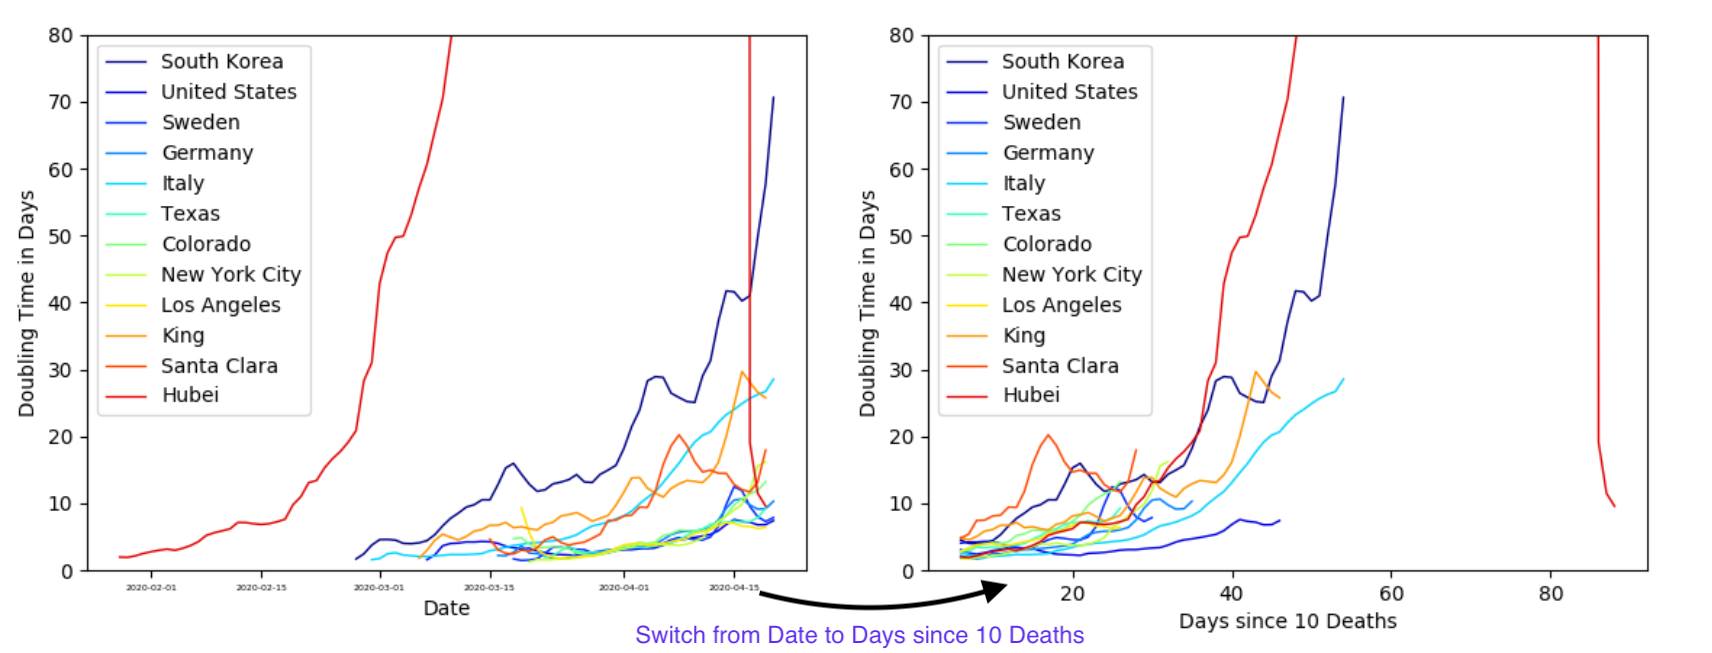 80
70
60
50
40
30
20
10
0
Doubling Time in Days
South Korea
United States
Sweden
Germany
Italy
Texas
Colorado
New York City
Los Angeles
King
Santa Clara
Hubei
2020-02-01 2020-02-15 2020-03-01 2020-03-15 2020-04-01 2020-04-15
Date
80
70
60
50
40
30
20
10
0
Doubling Time in Days
South Korea
United States
Sweden
Germany
Italy
Texas
Colorado
New York City
Los Angeles
King
Santa Clara
Hubei
20 40 60 80
Days since 10 Deaths
Switch from Date to Days since 10 Deaths